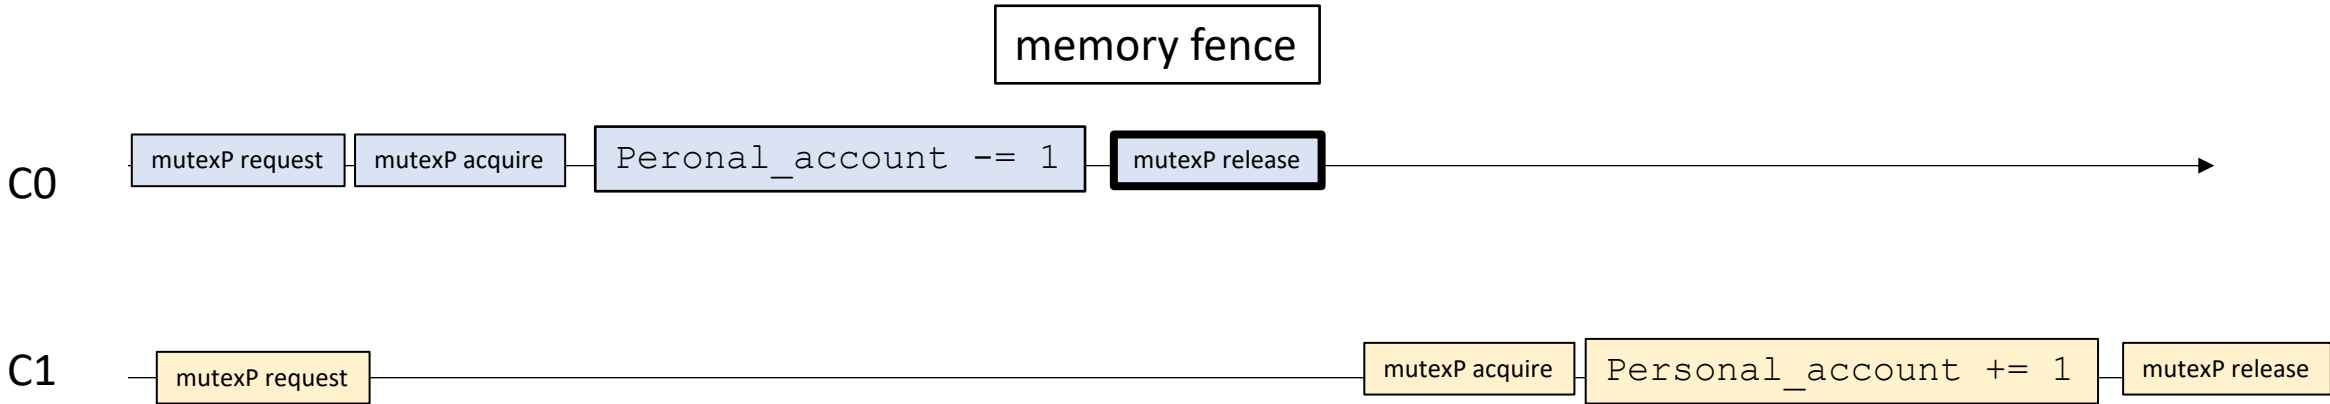 memory fence
C0
mutexP request
mutexP acquire
Peronal_account -= 1
mutexP release
C1
mutexP request
mutexP acquire
Personal_account += 1
mutexP release